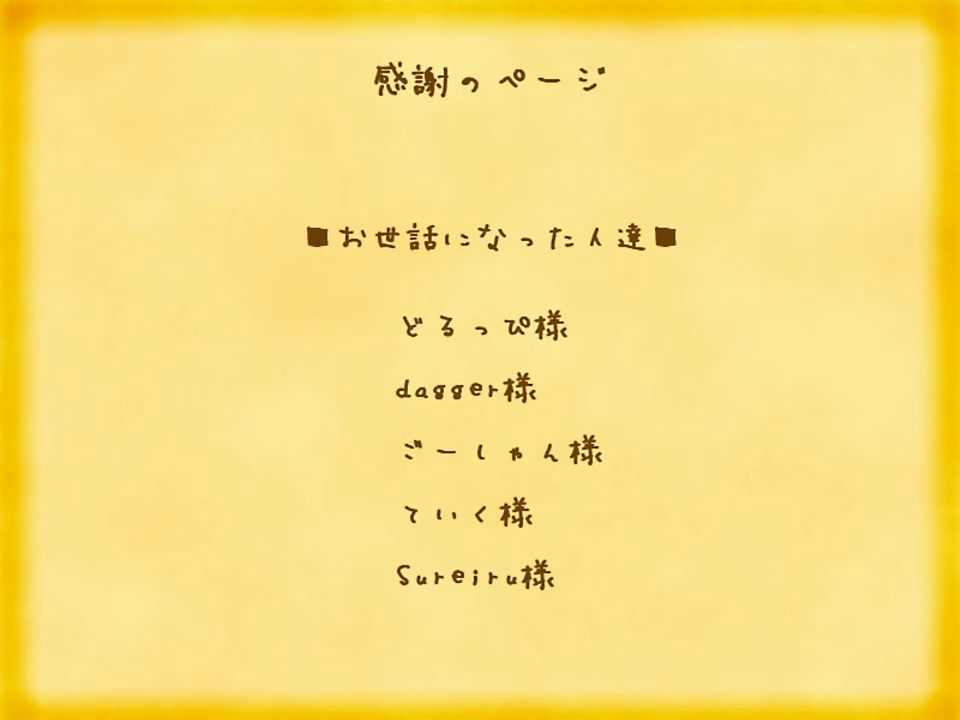 感謝のページ
■お世話になった人達■
どるっぴ様
dagger様
ごーしゃん様
ていく様
Sureiru様